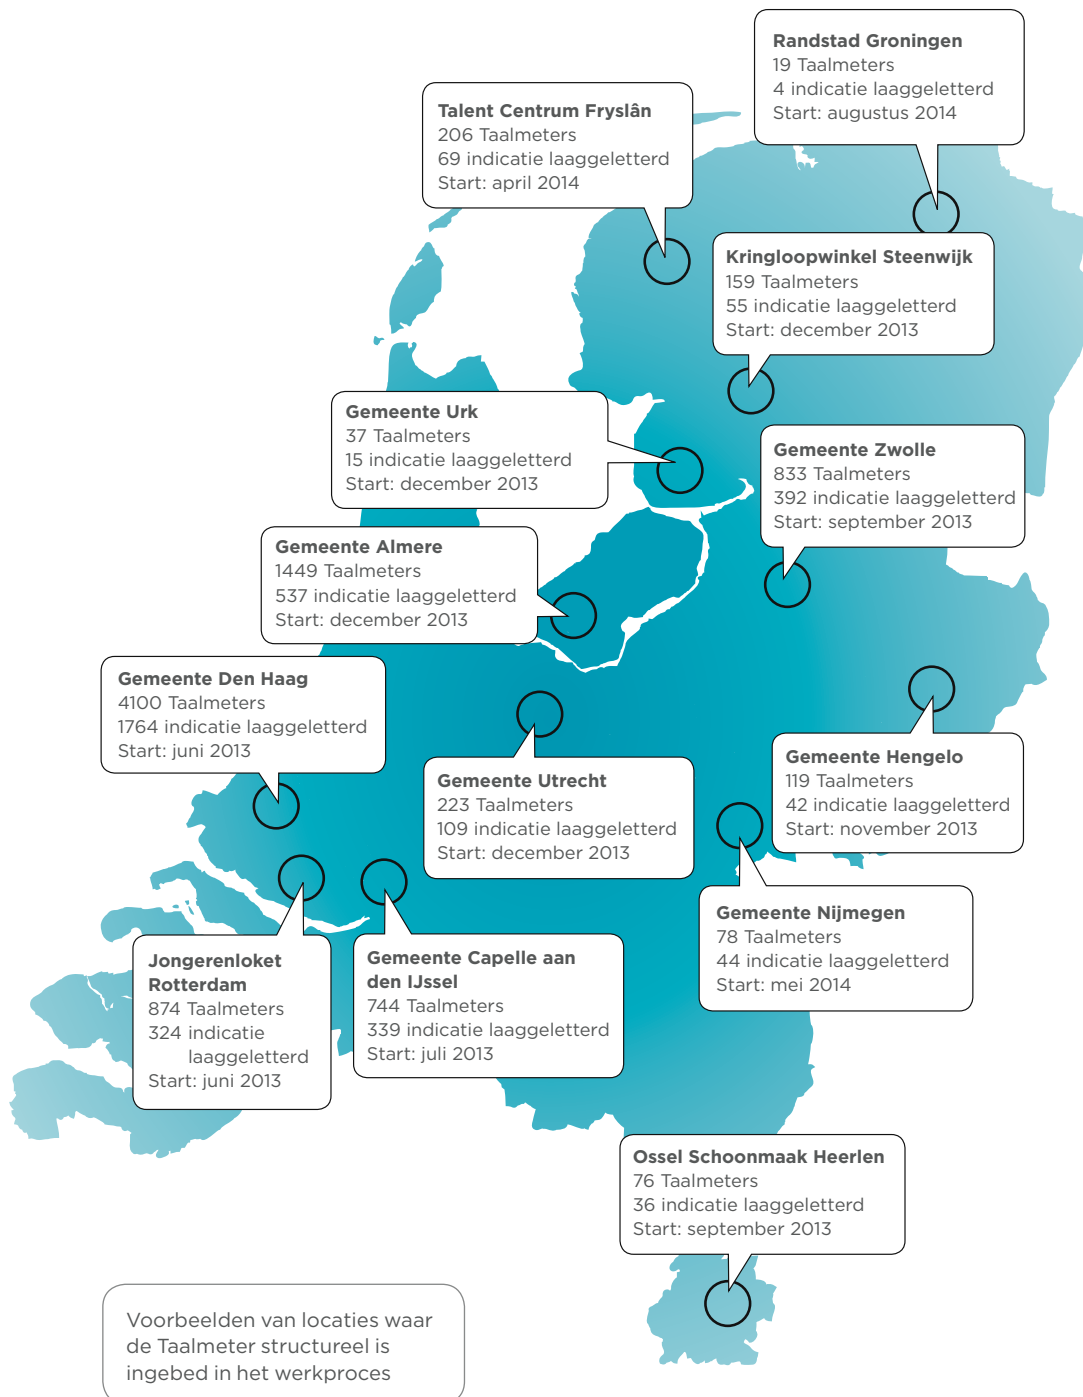 Randstad Groningen
19 Taalmeters
4 indicatie laaggeletterd
Start: augustus 2014
Talent Centrum Fryslân
206 Taalmeters
69 indicatie laaggeletterd
Start: april 2014
Kringloopwinkel Steenwijk
159 Taalmeters
55 indicatie laaggeletterd
Start: december 2013
Gemeente Urk
37 Taalmeters
15 indicatie laaggeletterd
Start: december 2013
Gemeente Zwolle
833 Taalmeters
392 indicatie laaggeletterd
Start: september 2013
Gemeente Almere
1449 Taalmeters
537 indicatie laaggeletterd
Start: december 2013
Gemeente Den Haag
4100 Taalmeters
1764 indicatie laaggeletterd
Start: juni 2013
Gemeente Hengelo
119 Taalmeters
42 indicatie laaggeletterd
Start: november 2013
Gemeente Utrecht
223 Taalmeters
109 indicatie laaggeletterd
Start: december 2013
Gemeente Nijmegen
78 Taalmeters
44 indicatie laaggeletterd
Start: mei 2014
Jongerenloket
Rotterdam
874 Taalmeters
324 indicatie
laaggeletterd
Start: juni 2013
Gemeente Capelle aan
den IJssel
744 Taalmeters
339 indicatie laaggeletterd
Start: juli 2013
Ossel Schoonmaak Heerlen
76 Taalmeters
36 indicatie laaggeletterd
Start: september 2013
Voorbeelden van locaties waar
de Taalmeter structureel is
ingebed in het werkproces